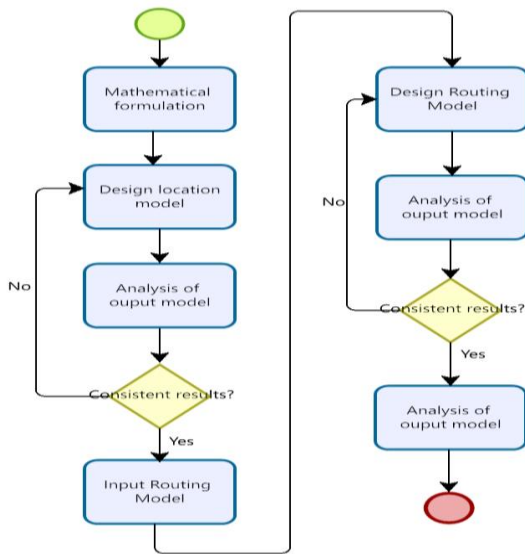 Mathematical
formulation
Design location
model
Analysis of
ouput model
No
Consistent results?
Yes
Input Routing
Model
Design Routing
Model
Analysis of
ouput model
No
Consistent results?
Yes
Analysis of
ouput model